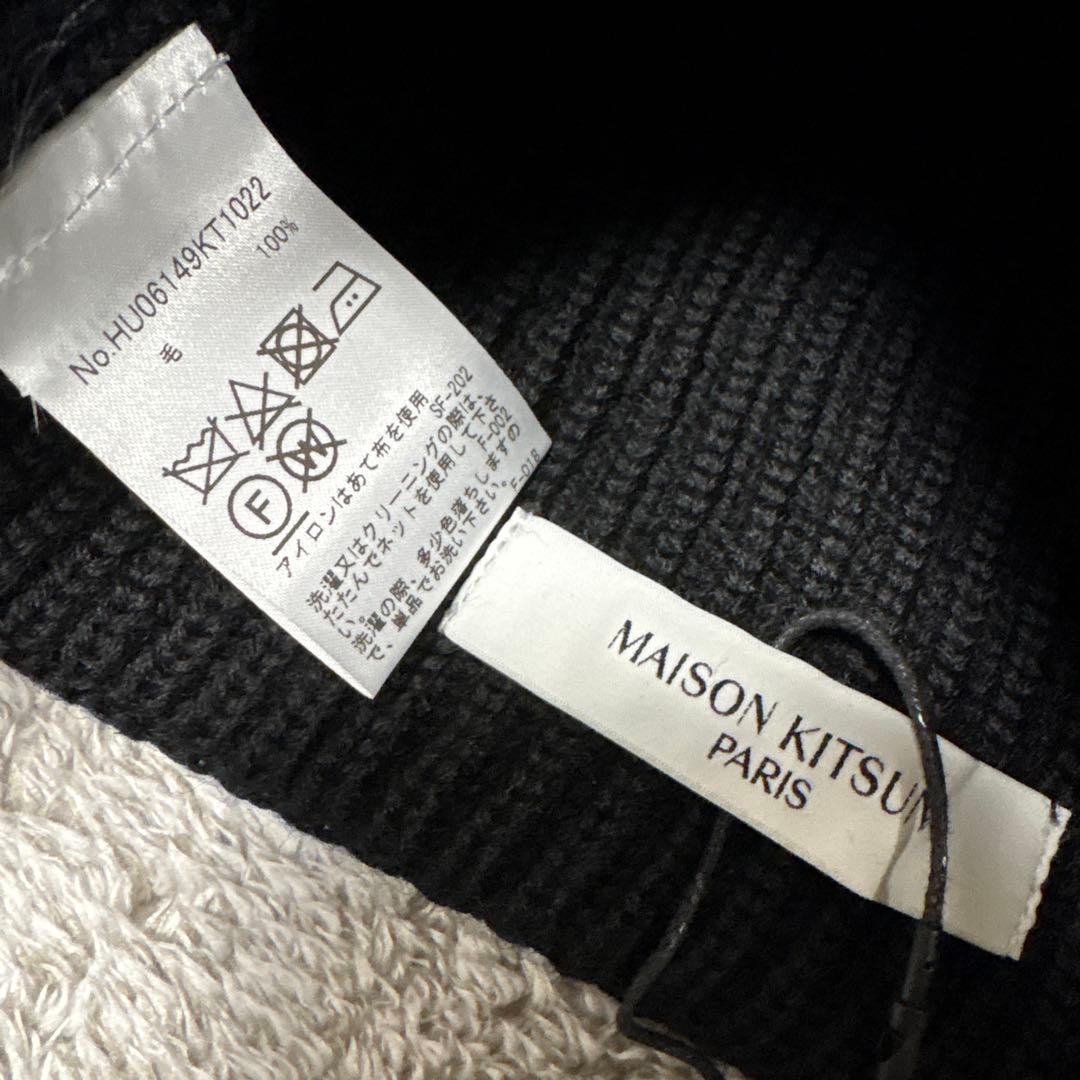 No.HU06149KT1022
毛 100%
F W
アイロンはあて布を使用
SF-202
洗濯又はクリーニングの際は、さ
だたんでネットを使用して下
さい。 F-002
洗濯の際、多少色落ちしますの
で、単品でお洗い下さい。F-018
MAISON KITSUN
PARIS